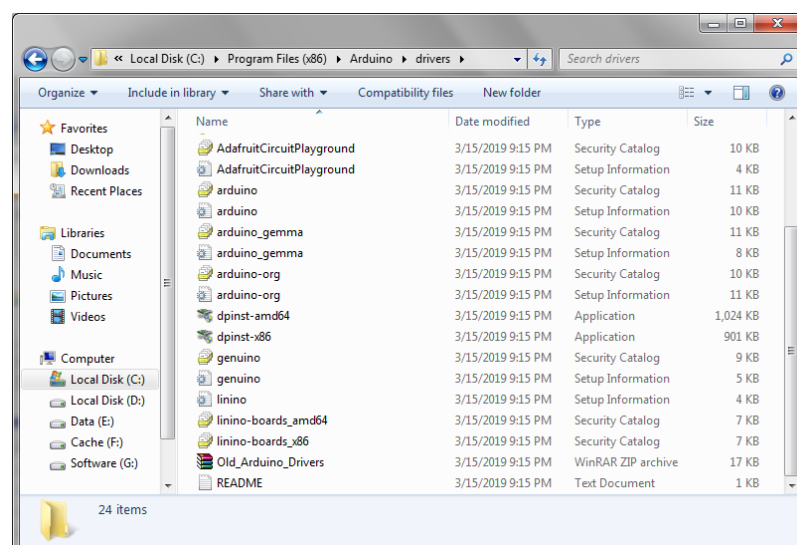 « Local Disk (C:) ▸ Program Files (x86) ▸ Arduino ▸ drivers ▸ Search drivers
Organize Include in library Share with Compatibility files New folder
Favorites
Desktop
Downloads
Recent Places
Libraries
Documents
Music
Pictures
Videos
Computer
Local Disk (C:)
Local Disk (D:)
Data (E:)
Cache (F:)
Software (G:)
Name Date modified Type Size
AdafruitCircuitPlayground 3/15/2019 9:15 PM Security Catalog 10 KB
AdafruitCircuitPlayground 3/15/2019 9:15 PM Setup Information 4 KB
arduino 3/15/2019 9:15 PM Security Catalog 11 KB
arduino 3/15/2019 9:15 PM Setup Information 10 KB
arduino_gemma 3/15/2019 9:15 PM Security Catalog 11 KB
arduino_gemma 3/15/2019 9:15 PM Setup Information 8 KB
arduino-org 3/15/2019 9:15 PM Security Catalog 10 KB
arduino-org 3/15/2019 9:15 PM Setup Information 11 KB
dpinst-amd64 3/15/2019 9:15 PM Application 1,024 KB
dpinst-x86 3/15/2019 9:15 PM Application 901 KB
genuino 3/15/2019 9:15 PM Security Catalog 9 KB
genuino 3/15/2019 9:15 PM Setup Information 5 KB
linino 3/15/2019 9:15 PM Setup Information 4 KB
linino-boards_amd64 3/15/2019 9:15 PM Security Catalog 7 KB
linino-boards_x86 3/15/2019 9:15 PM Security Catalog 7 KB
Old_Arduino_Drivers 3/15/2019 9:15 PM WinRAR ZIP archive 17 KB
README 3/15/2019 9:15 PM Text Document 1 KB
24 items